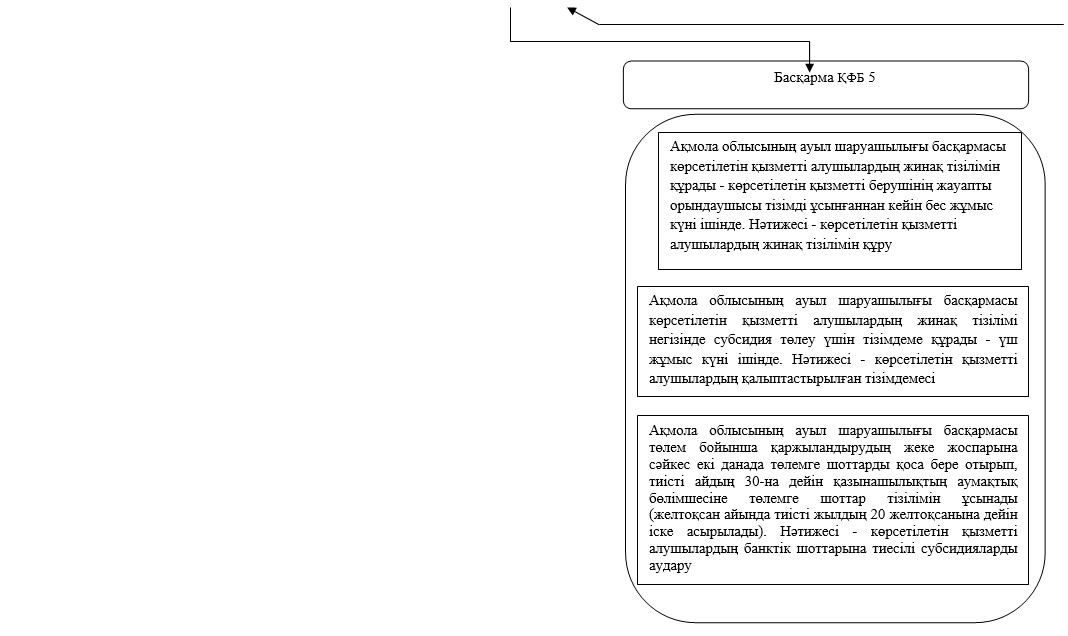 Басқарма ҚФБ 5
Ақмола облысының ауыл шаруашылығы басқармасы
көрсетілетін қызметті алушылардың жинақ тізілімін
құрады - көрсетілетін қызметті берушінің жауапты
орындаушысы тізімді ұсынғаннан кейін бес жұмыс
күні ішінде. Нәтижесі - көрсетілетін қызметті
алушылардың жинақ тізілімін құру
Ақмола облысының ауыл шаруашылығы басқармасы
көрсетілетін қызметті алушылардың жинақ тізілімі
негізінде субсидия төлеу үшін тізімдеме құрады - үш
жұмыс күні ішінде. Нәтижесі - көрсетілетін қызметті
алушылардың қалыптастырылған тізімдемесі
Ақмола облысының ауыл шаруашылығы басқармасы
төлем бойынша қаржыландырудың жеке жоспарына
сәйкес екі данада төлемге шоттарды қоса бере отырып,
тиісті айдың 30-на дейін қазынашылықтың аумақтық
бөлімшесіне төлемге шоттар тізілімін ұсынады
(желтоқсан айында тиісті жылдың 20 желтоқсанына дейін
іске асырылады). Нәтижесі - көрсетілетін қызметті
алушылардың банктік шоттарына тиесілі субсидияларды
аудару